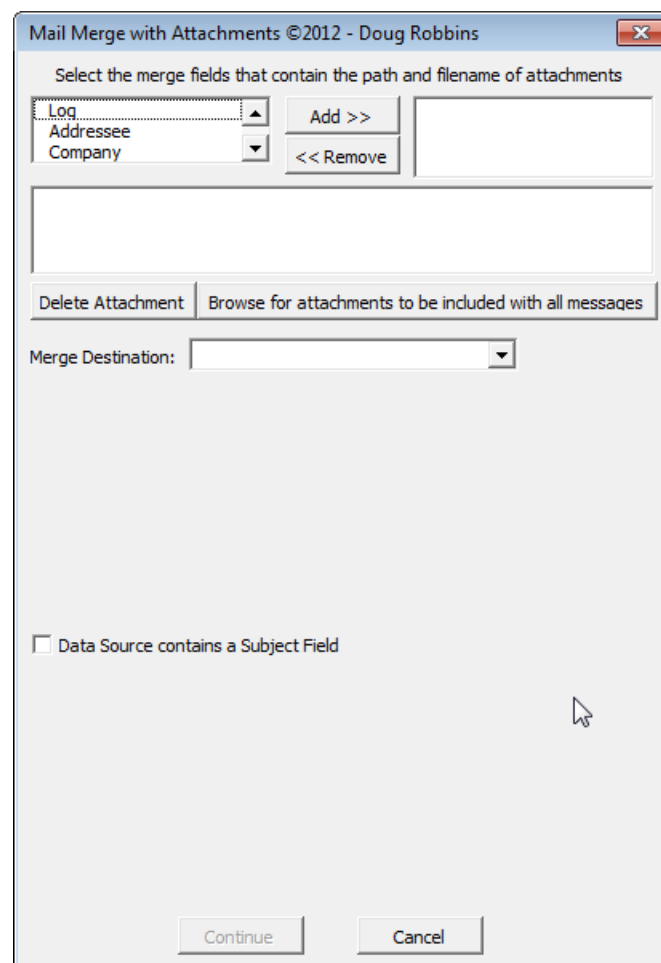 Mail Merge with Attachments ©2012 - Doug Robbins
Select the merge fields that contain the path and filename of attachments
Log
Addressee
Company
Add >>
<< Remove
Delete Attachment
Browse for attachments to be included with all messages
Merge Destination:
Data Source contains a Subject Field
Continue
Cancel